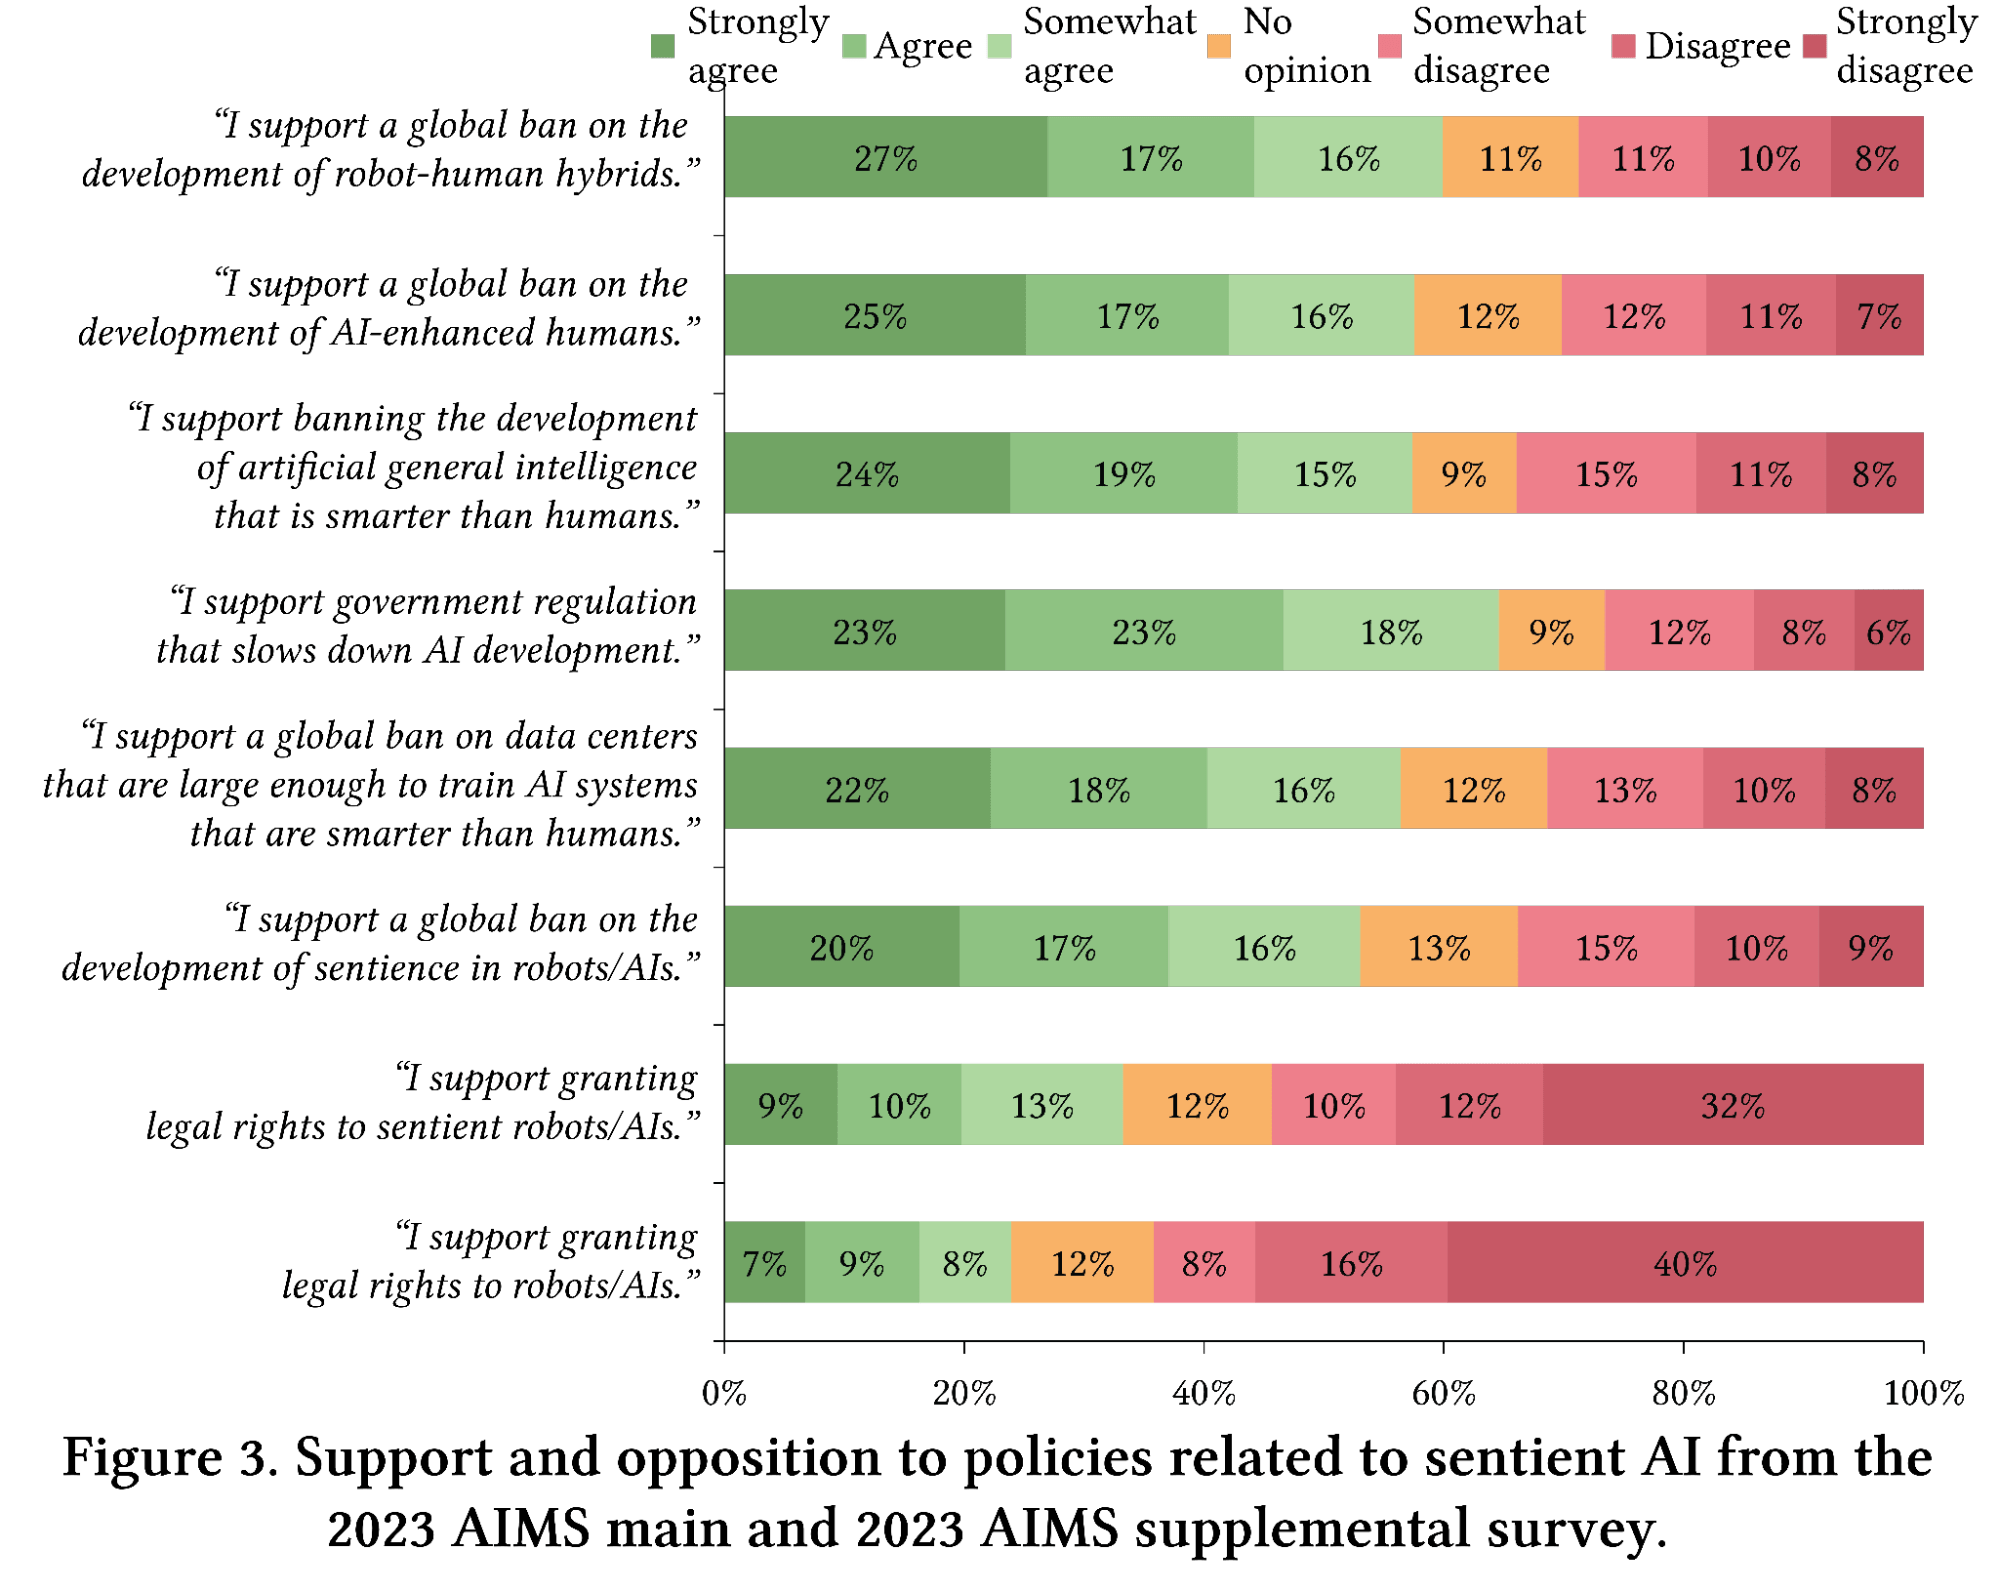 Strongly agree
Agree
Somewhat agree
No opinion
Somewhat disagree
Disagree
Strongly disagree
“I support a global ban on the
development of robot-human hybrids.”
27% 17% 16% 11% 11% 10% 8%
“I support a global ban on the
development of AI-enhanced humans.”
25% 17% 16% 12% 12% 11% 7%
“I support banning the development
of artificial general intelligence
that is smarter than humans.”
24% 19% 15% 9% 15% 11% 8%
“I support government regulation
that slows down AI development.”
23% 23% 18% 9% 12% 8% 6%
“I support a global ban on data centers
that are large enough to train AI systems
that are smarter than humans.”
22% 18% 16% 12% 13% 10% 8%
“I support a global ban on the
development of sentience in robots/AIs.”
20% 17% 16% 13% 15% 10% 9%
“I support granting
legal rights to sentient robots/AIs.”
9% 10% 13% 12% 10% 12% 32%
“I support granting
legal rights to robots/AIs.”
7% 9% 8% 12% 8% 16% 40%
0% 20% 40% 60% 80% 100%
Figure 3. Support and opposition to policies related to sentient AI from the
2023 AIMS main and 2023 AIMS supplemental survey.